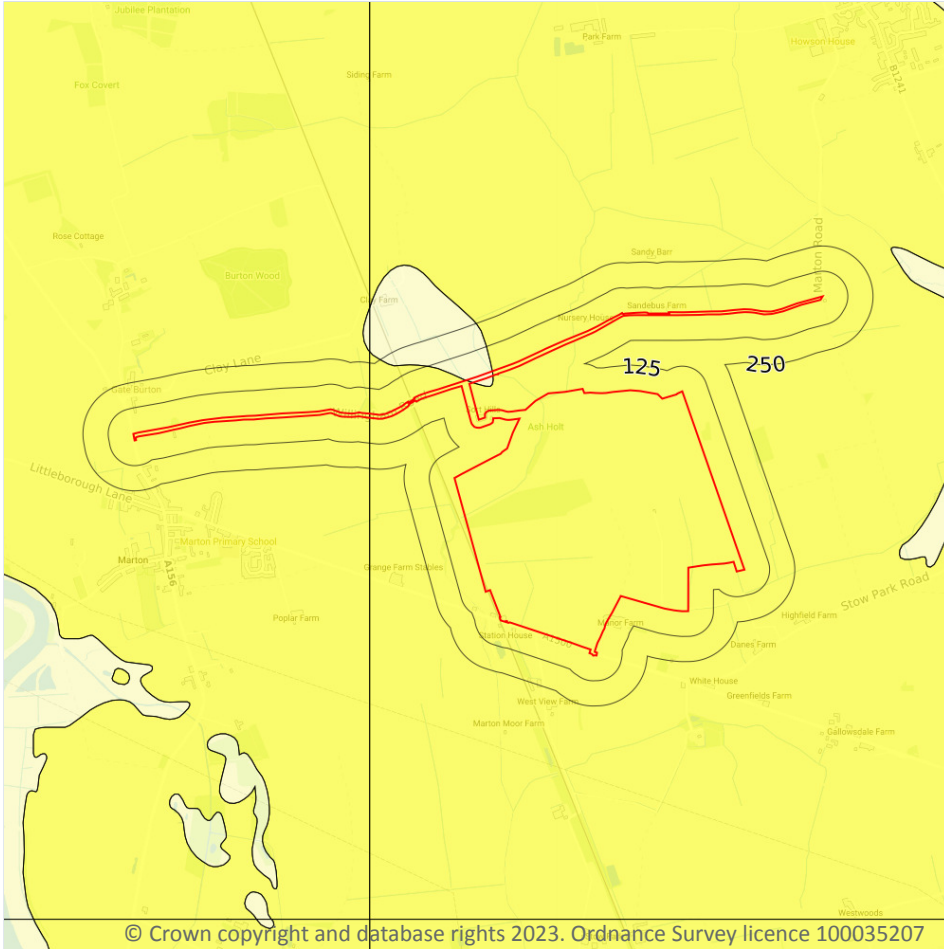 Jubilee Plantation
Park Farm
Howson House
Siding Farm
B1241
Fox Covert
Marton Road
Rose Cottage
Sandy Barr
Burton Wood
Clay Farm
Sandebus Farm
Nursery House
Clay Lane
125
250
Gate Burton
Ash Holt
Littleborough Lane
Marton Primary School
Marton
A156
Grange Farm Stables
Stow Park Road
Poplar Farm
Highfield Farm
Manor Farm
Station House
A1500
Danes Farm
White House
Greenfields Farm
West View Farm
Marton Moor Farm
Gallowsdale Farm
Westwoods
© Crown copyright and database rights 2023. Ordnance Survey licence 100035207